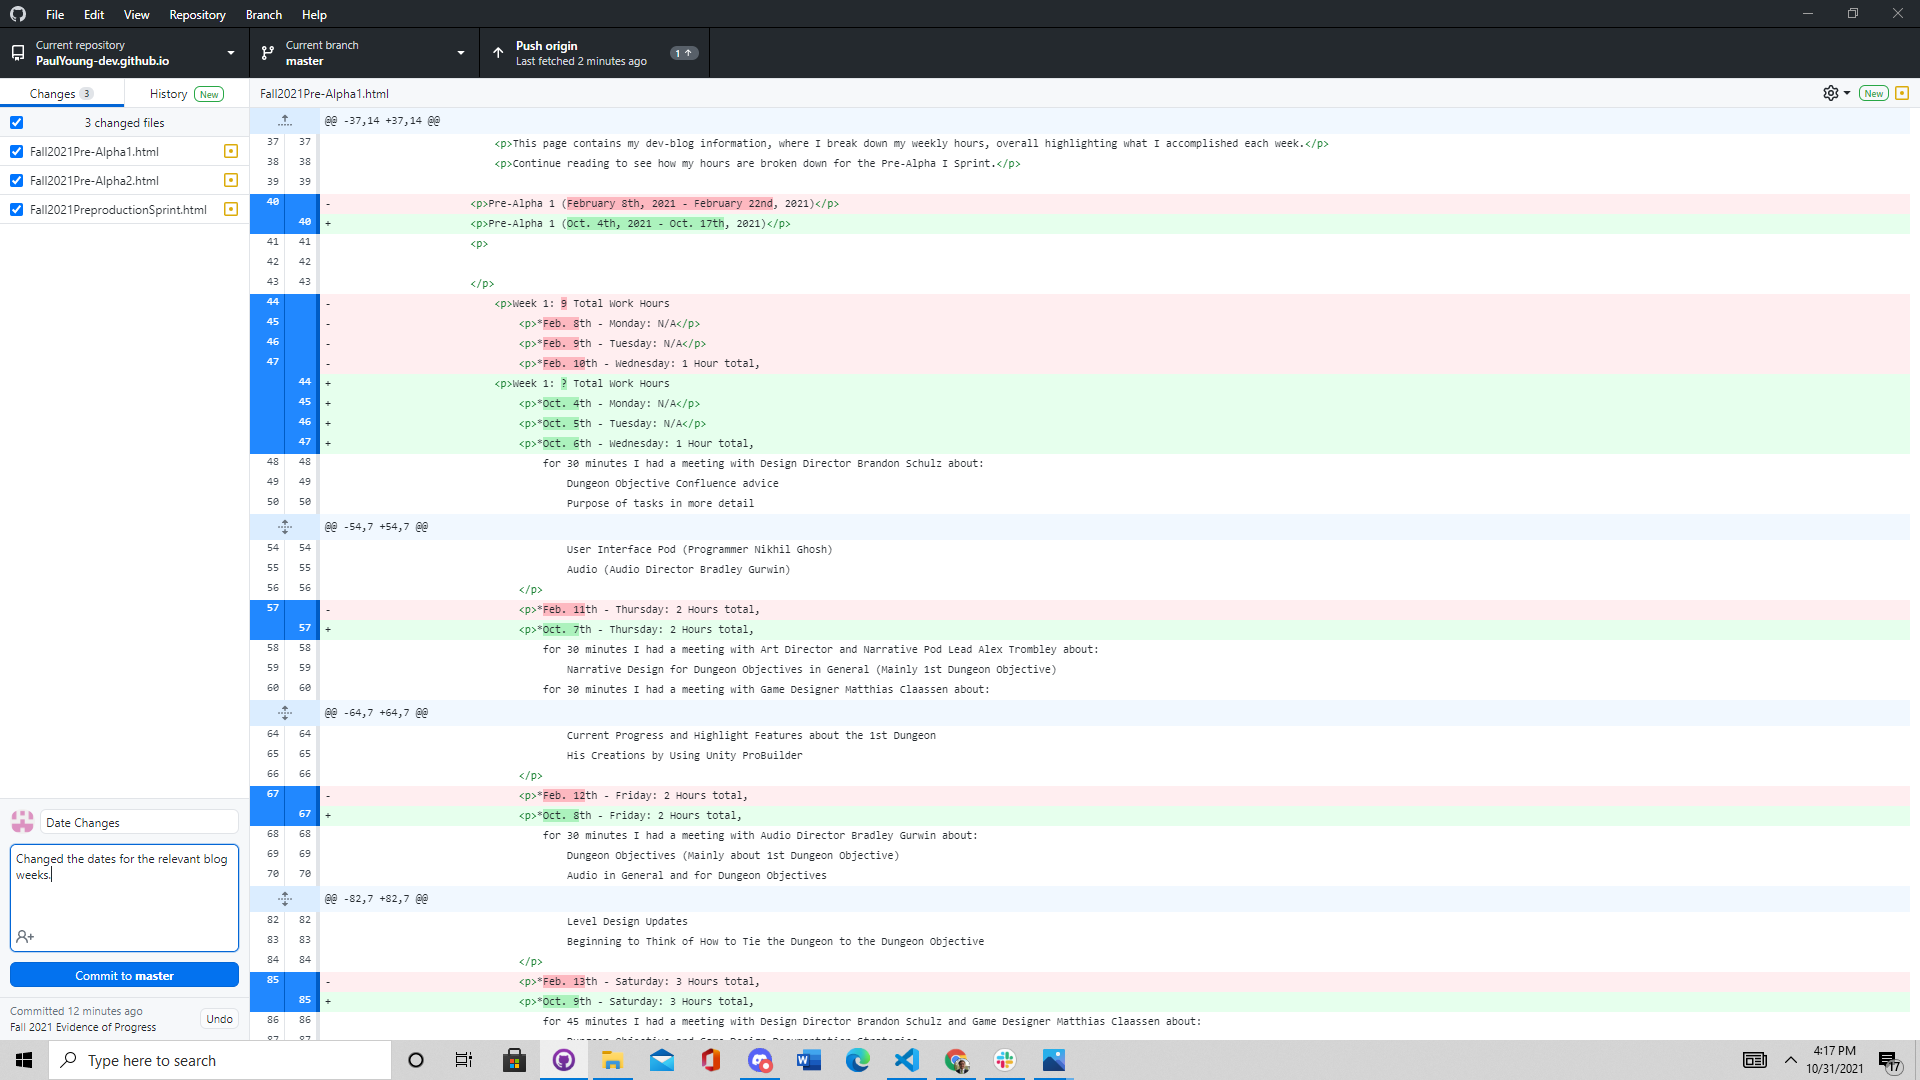 File Edit View Repository Branch Help
Current repository
PaulYoung-dev.github.io
Current branch
master
Push origin
Last fetched 2 minutes ago
1
Changes 3
History New
Fall2021Pre-Alpha1.html
New
3 changed files
Fall2021Pre-Alpha1.html
Fall2021Pre-Alpha2.html
Fall2021PreproductionSprint.html
@@ -37,14 +37,14 @@
37 37 <p>This page contains my dev-blog information, where I break down my weekly hours, overall highlighting what I accomplished each week.</p>
38 38 <p>Continue reading to see how my hours are broken down for the Pre-Alpha I Sprint.</p>
39 39
40 - <p>Pre-Alpha 1 (February 8th, 2021 - February 22nd, 2021)</p>
40 + <p>Pre-Alpha 1 (Oct. 4th, 2021 - Oct. 17th, 2021)</p>
41 41 <p>
42 42
43 43 </p>
44 - <p>Week 1: 9 Total Work Hours
45 - <p>*Feb. 8th - Monday: N/A</p>
46 - <p>*Feb. 9th - Tuesday: N/A</p>
47 - <p>*Feb. 10th - Wednesday: 1 Hour total,
44 + <p>Week 1: ? Total Work Hours
45 + <p>*Oct. 4th - Monday: N/A</p>
46 + <p>*Oct. 5th - Tuesday: N/A</p>
47 + <p>*Oct. 6th - Wednesday: 1 Hour total,
48 48 for 30 minutes I had a meeting with Design Director Brandon Schulz about:
49 49 Dungeon Objective Confluence advice
50 50 Purpose of tasks in more detail
@@ -54,7 +54,7 @@
54 54 User Interface Pod (Programmer Nikhil Ghosh)
55 55 Audio (Audio Director Bradley Gurwin)
56 56 </p>
57 - <p>*Feb. 11th - Thursday: 2 Hours total,
57 + <p>*Oct. 7th - Thursday: 2 Hours total,
58 58 for 30 minutes I had a meeting with Art Director and Narrative Pod Lead Alex Trombley about:
59 59 Narrative Design for Dungeon Objectives in General (Mainly 1st Dungeon Objective)
60 60 for 30 minutes I had a meeting with Game Designer Matthias Claassen about:
@@ -64,7 +64,7 @@
64 64 Current Progress and Highlight Features about the 1st Dungeon
65 65 His Creations by Using Unity ProBuilder
66 66 </p>
67 - <p>*Feb. 12th - Friday: 2 Hours total,
67 + <p>*Oct. 8th - Friday: 2 Hours total,
68 68 for 30 minutes I had a meeting with Audio Director Bradley Gurwin about:
69 69 Dungeon Objectives (Mainly about 1st Dungeon Objective)
70 70 Audio in General and for Dungeon Objectives
@@ -82,7 +82,7 @@
82 82 Level Design Updates
83 83 Beginning to Think of How to Tie the Dungeon to the Dungeon Objective
84 84 </p>
85 - <p>*Feb. 13th - Saturday: 3 Hours total,
85 + <p>*Oct. 9th - Saturday: 3 Hours total,
86 86 for 45 minutes I had a meeting with Design Director Brandon Schulz and Game Designer Matthias Claassen about:
87 87 Dungeon Objective and Game Design Documentation Strategies
Date Changes
Changed the dates for the relevant blog
weeks.
Commit to master
Committed 12 minutes ago
Fall 2021 Evidence of Progress
Undo
Type here to search
4:17 PM
10/31/2021
17